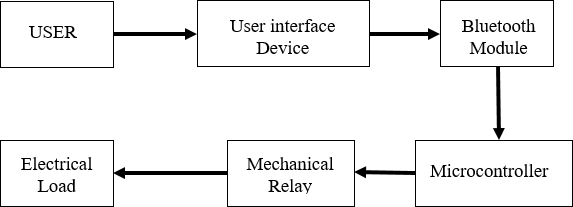 USER
User interface
Device
Bluetooth
Module
Electrical
Load
Mechanical
Relay
Microcontroller